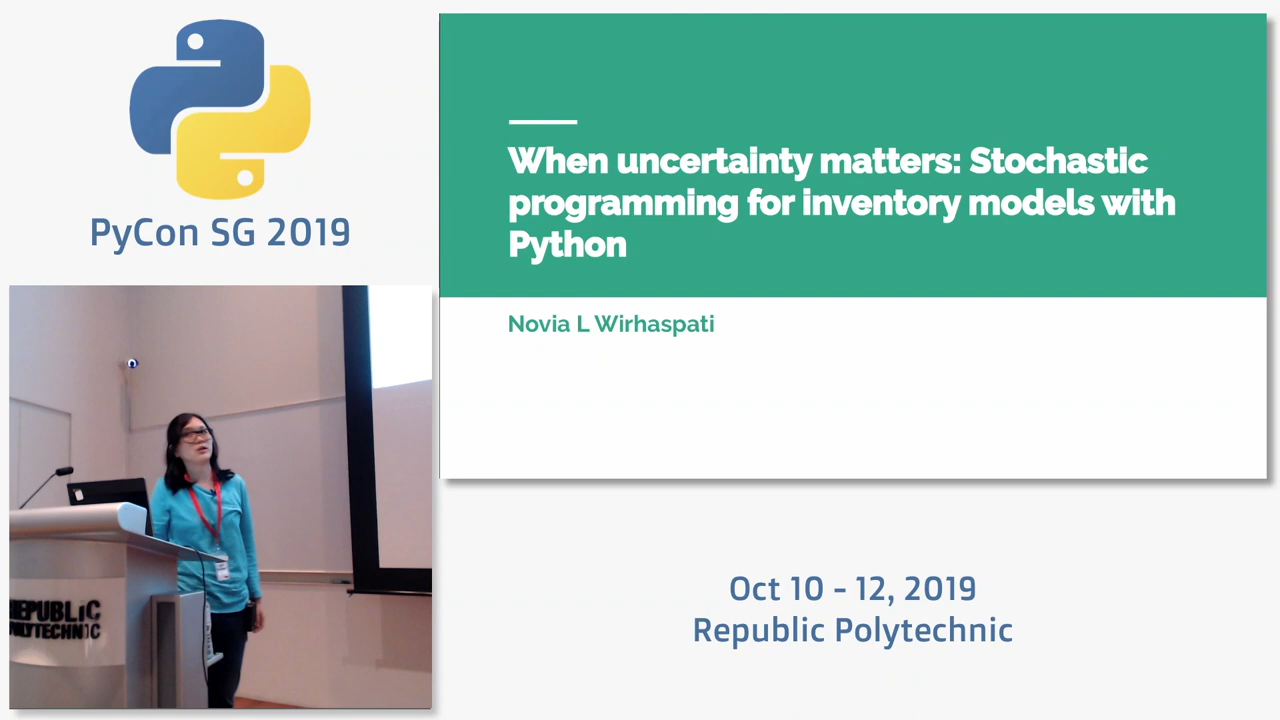 PyCon SG 2019
When uncertainty matters: Stochastic
programming for inventory models with
Python
Novia L Wirhaspati
REPUBLIC
POLYTECHNIC
Oct 10 - 12, 2019
Republic Polytechnic